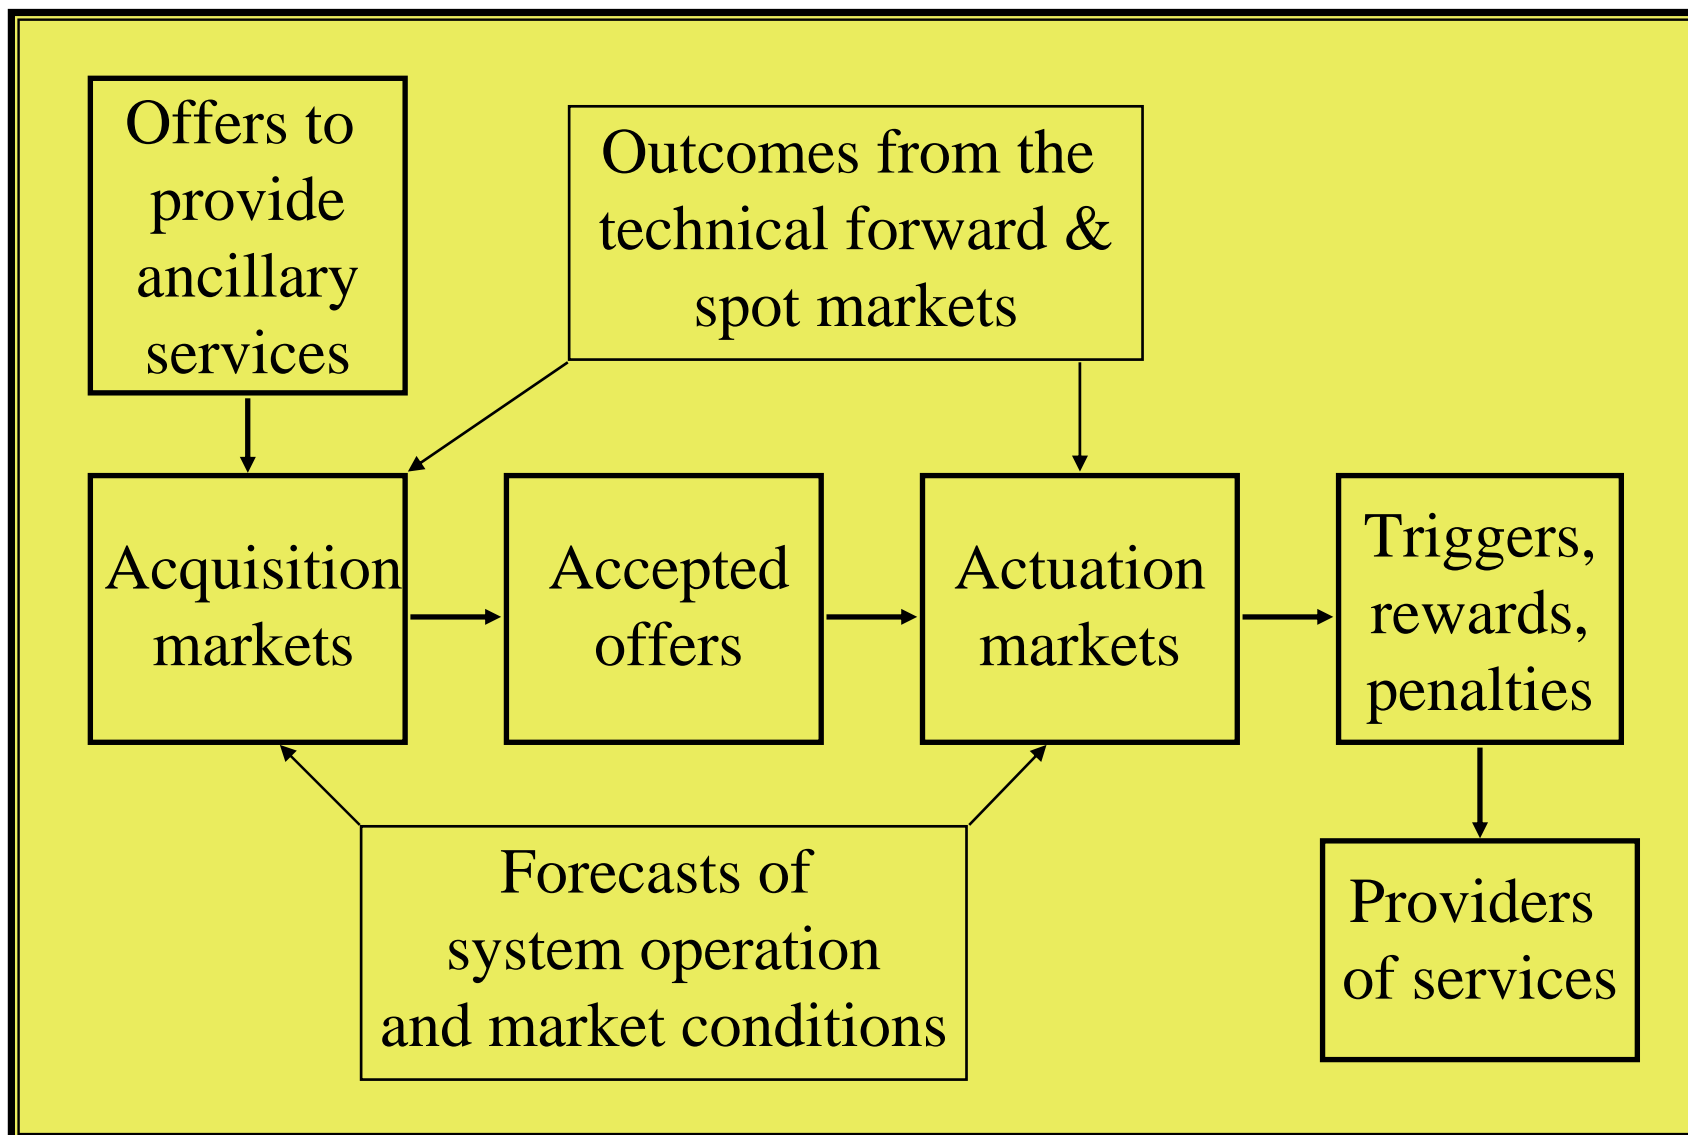 Offers to
provide
ancillary
services
Outcomes from the
technical forward &
spot markets
Acquisition
markets
Accepted
offers
Actuation
markets
Triggers,
rewards,
penalties
Forecasts of
system operation
and market conditions
Providers
of services